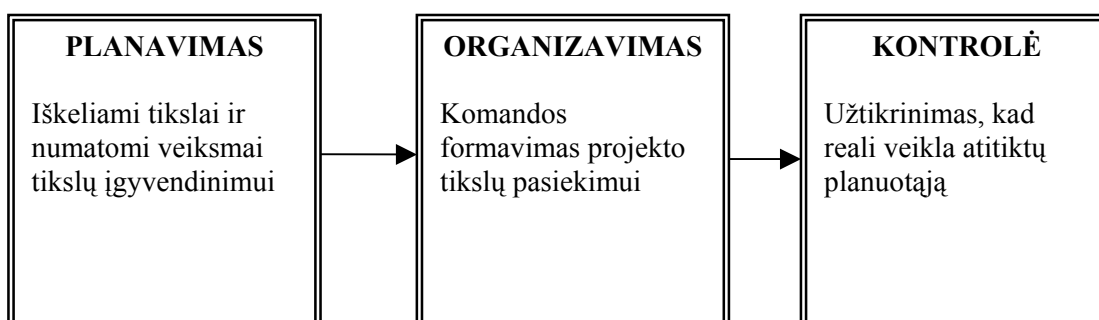 PLANAVIMAS
Iškeliami tikslai ir
numatomi veiksmai
tikslų įgyvendinimui
ORGANIZAVIMAS
Komandos
formavimas projekto
tikslų pasiekimui
KONTROLĖ
Užtikrinimas, kad
reali veikla atitiktų
planuotąją